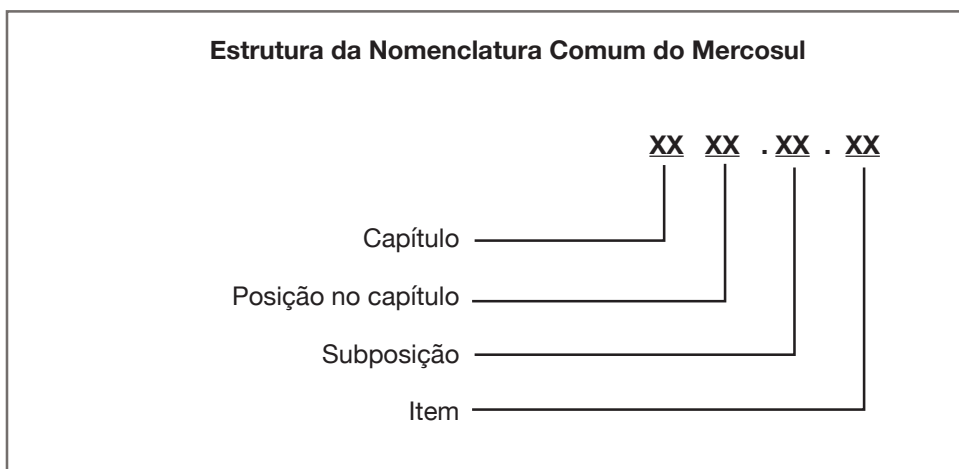 Estrutura da Nomenclatura Comum do Mercosul
XX XX . XX . XX
Capítulo
Posição no capítulo
Subposição
Item